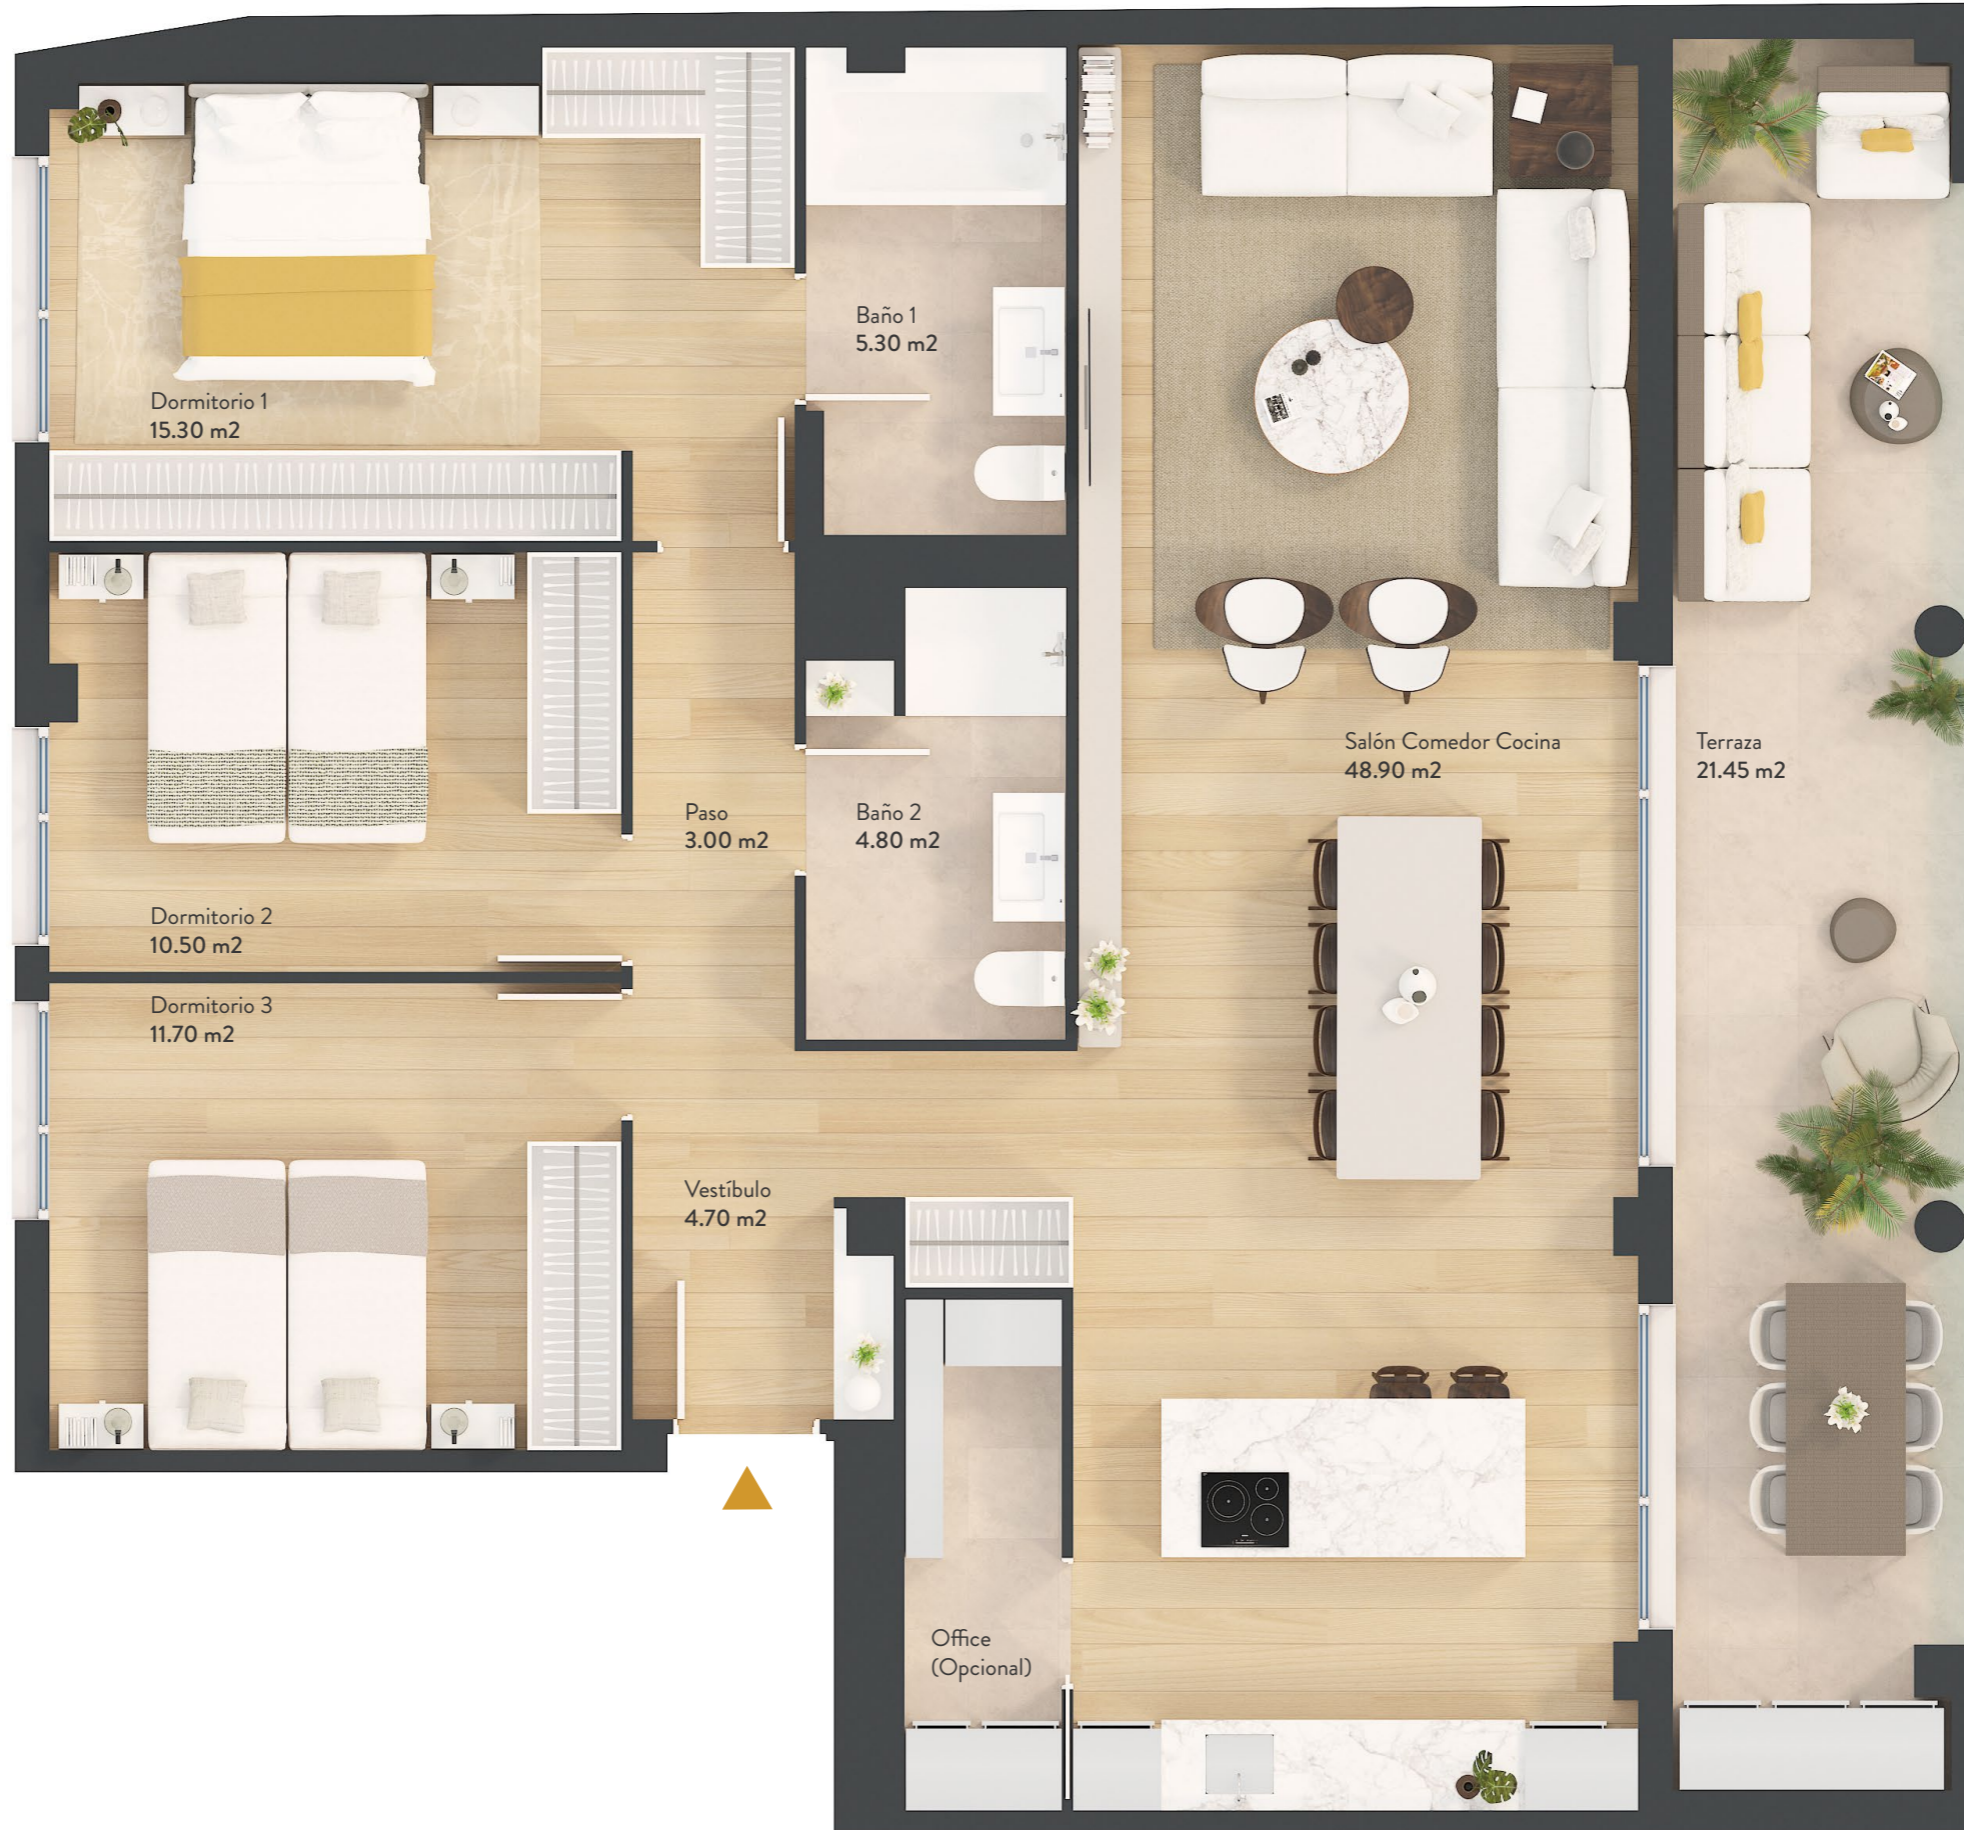 Baño 1
5.30 m2
Dormitorio 1
15.30 m2
Salón Comedor Cocina
48.90 m2
Terraza
21.45 m2
Paso
3.00 m2
Baño 2
4.80 m2
Dormitorio 2
10.50 m2
Dormitorio 3
11.70 m2
Vestíbulo
4.70 m2
Office
(Opcional)